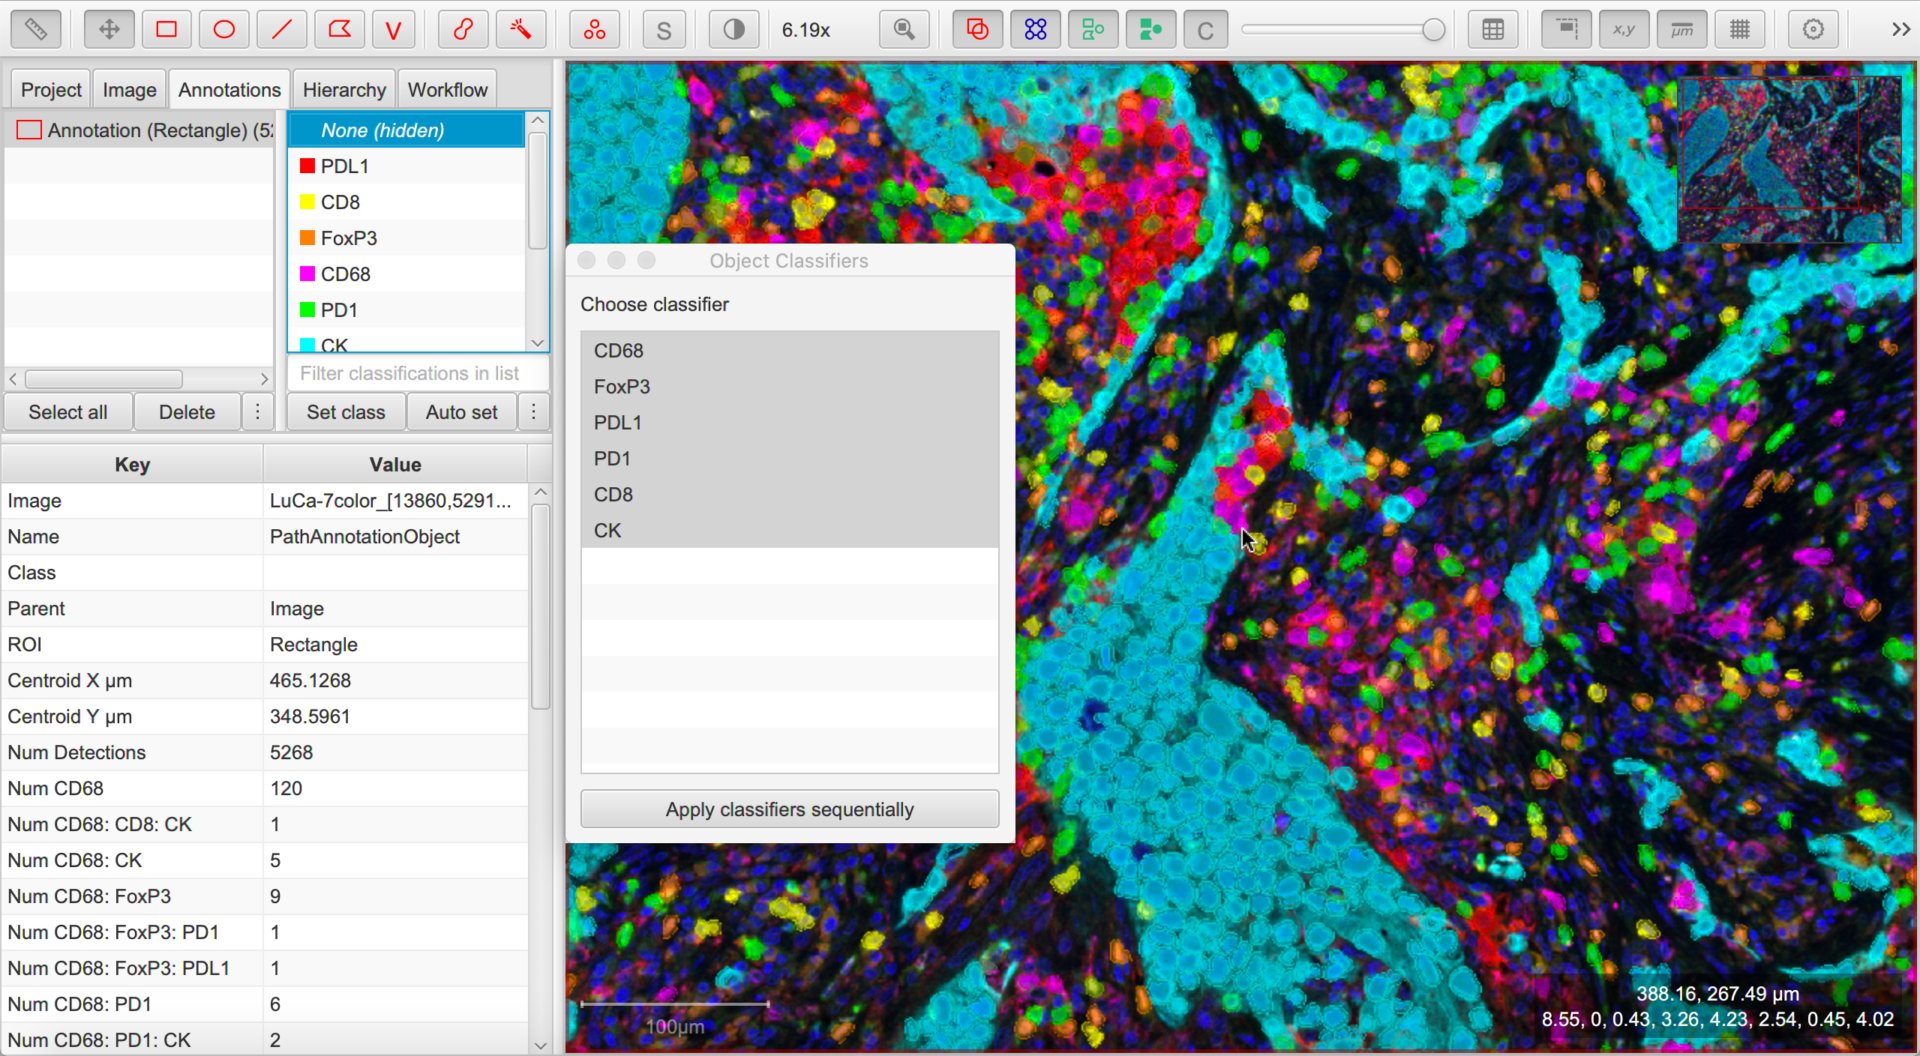 V
S
6.19x
C
x,y
µm
Project Image Annotations Hierarchy Workflow
Annotation (Rectangle) (52
None (hidden)
PDL1
CD8
FoxP3
CD68
PD1
CK
Filter classifications in list
Select all Delete Set class Auto set
Key Value
Image LuCa-7color_[13860,5291...
Name PathAnnotationObject
Class
Parent Image
ROI Rectangle
Centroid X µm 465.1268
Centroid Y µm 348.5961
Num Detections 5268
Num CD68 120
Num CD68: CD8: CK 1
Num CD68: CK 5
Num CD68: FoxP3 9
Num CD68: FoxP3: PD1 1
Num CD68: FoxP3: PDL1 1
Num CD68: PD1 6
Num CD68: PD1: CK 2
Object Classifiers
Choose classifier
CD68
FoxP3
PDL1
PD1
CD8
CK
Apply classifiers sequentially
100µm
388.16, 267.49 µm
8.55, 0, 0.43, 3.26, 4.23, 2.54, 0.45, 4.02